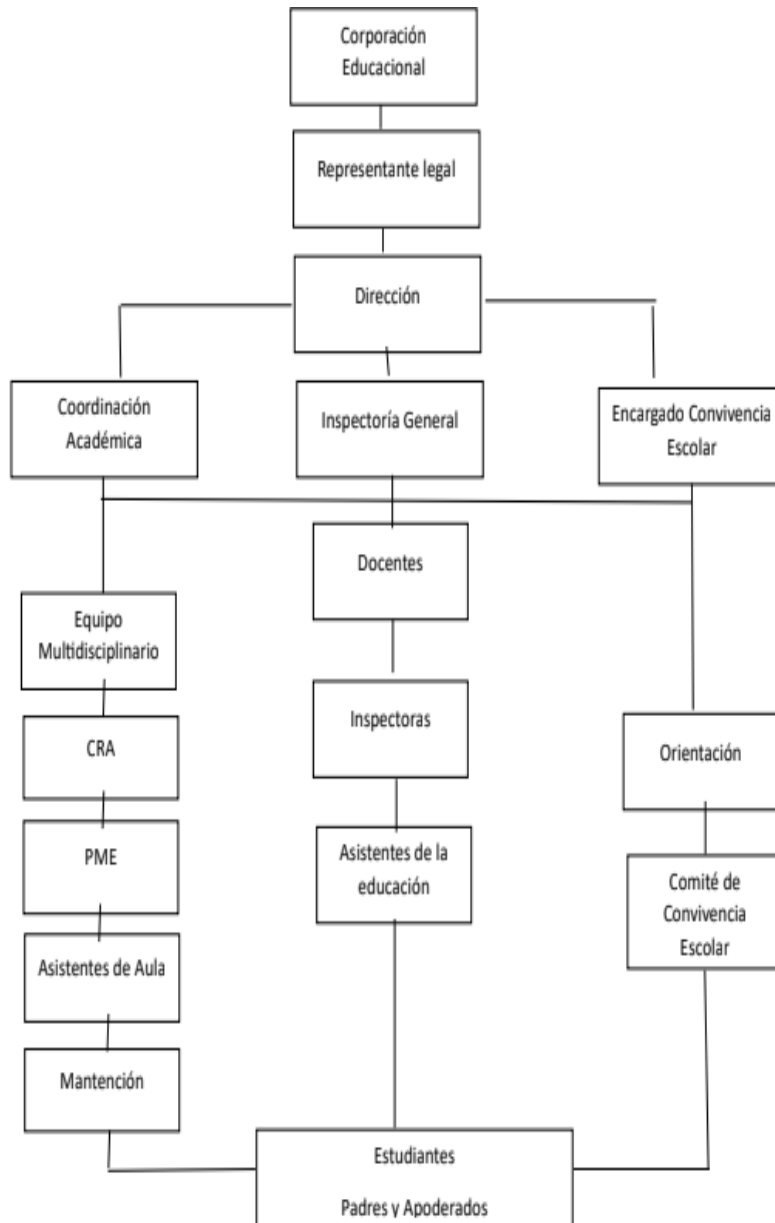 Corporación
Educacional
Representante legal
Dirección
Coordinación
Académica
Inspectoría General
Encargado Convivencia
Escolar
Docentes
Equipo
Multidisciplinario
Inspectoras
CRA
Orientación
PME
Asistentes de la
educación
Comité de
Convivencia
Escolar
Asistentes de Aula
Mantención
Estudiantes
Padres y Apoderados